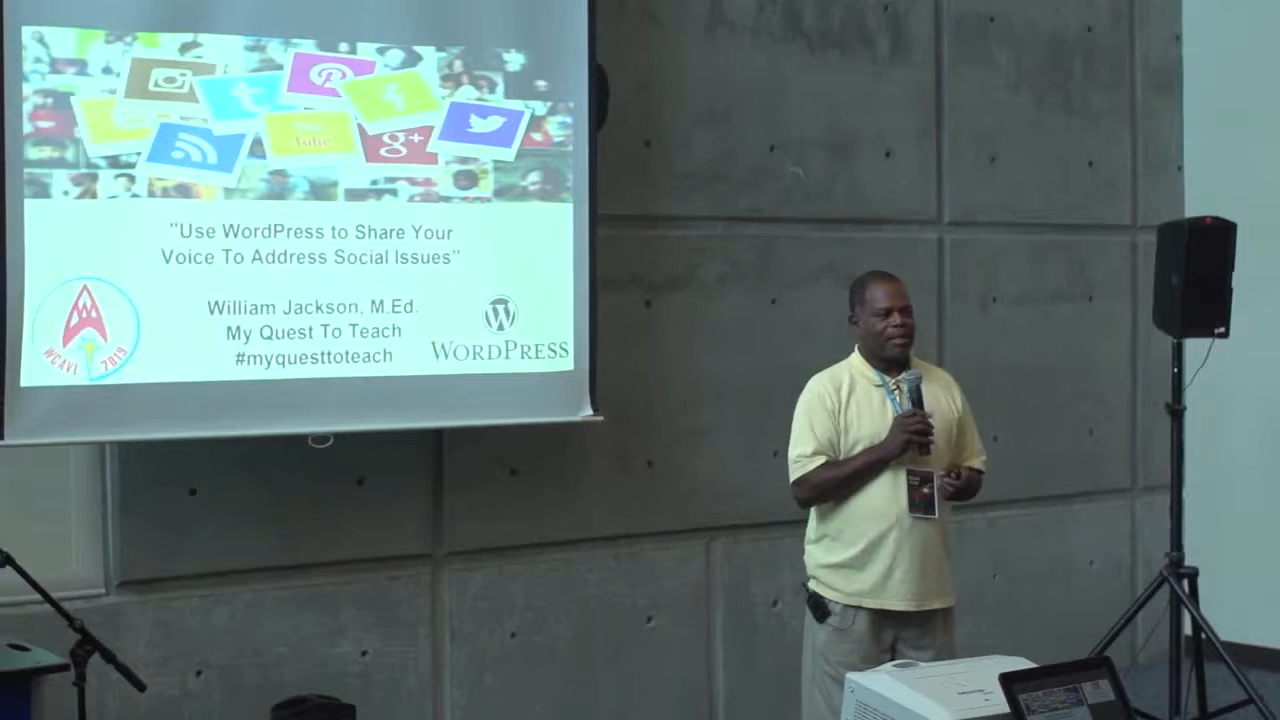 Tube
g+
"Use WordPress to Share Your
Voice To Address Social Issues"
William Jackson, M.Ed.
My Quest To Teach
#myquesttoteach
WCAVL 2019
WORDPRESS